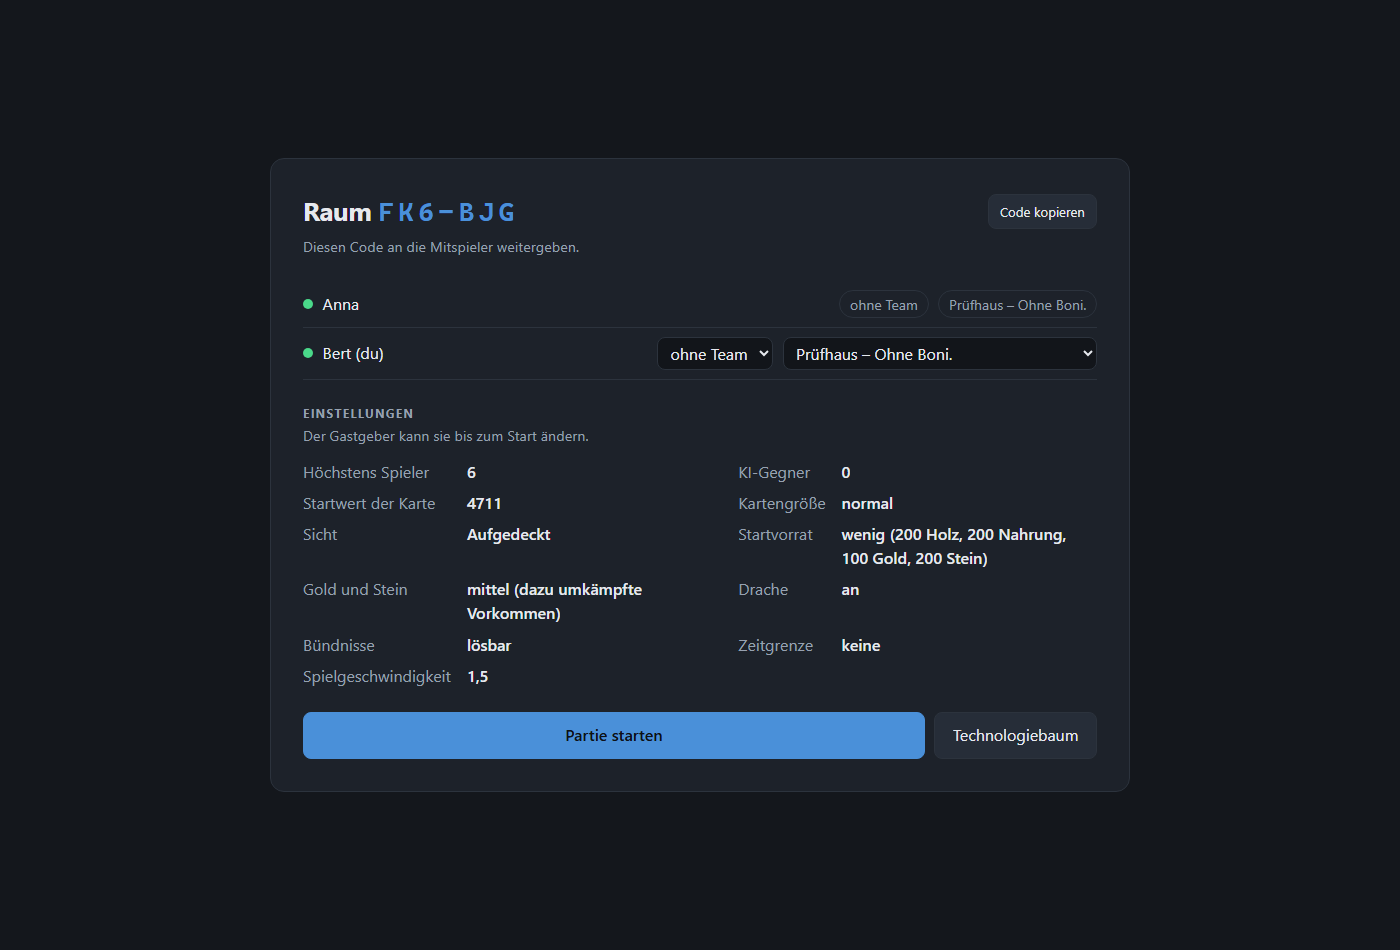 Raum FK6-BJG
Code kopieren
Diesen Code an die Mitspieler weitergeben.
Anna
ohne Team
Prüfhaus – Ohne Boni.
Bert (du)
ohne Team
Prüfhaus – Ohne Boni.
EINSTELLUNGEN
Der Gastgeber kann sie bis zum Start ändern.
Höchstens Spieler 6
KI-Gegner 0
Startwert der Karte 4711
Kartengröße normal
Sicht Aufgedeckt
Startvorrat wenig (200 Holz, 200 Nahrung,
100 Gold, 200 Stein)
Gold und Stein mittel (dazu umkämpfte
Vorkommen)
Drache an
Bündnisse lösbar
Zeitgrenze keine
Spielgeschwindigkeit 1,5
Partie starten
Technologiebaum